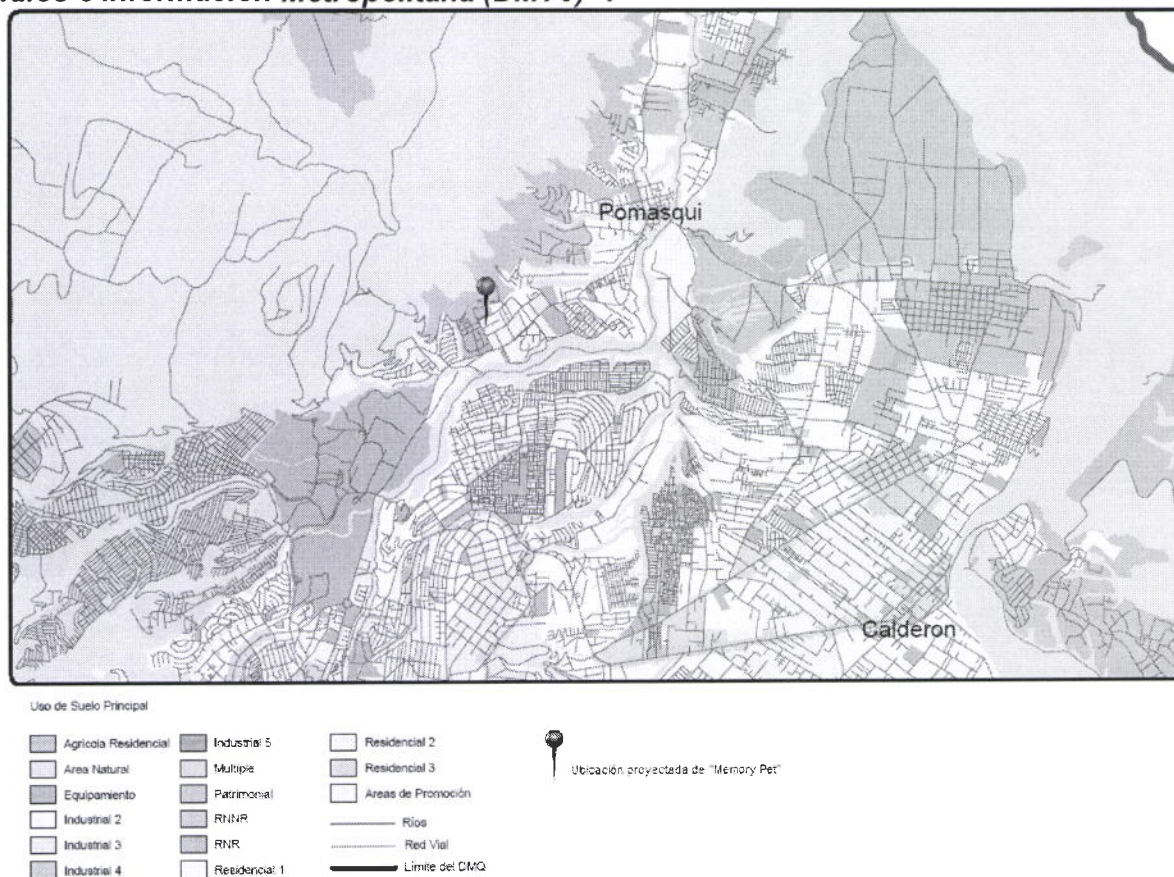 Pomasqui
Calderon
Uso de Suelo Principal
Agricola Residencial
Area Natural
Equipamiento
Industrial 2
Industrial 3
Industrial 4
Industrial 5
Multiple
Patrimonial
RNNR
RNR
Residencial 1
Residencial 2
Residencial 3
Areas de Promoción
Ríos
Red Vial
Limite del DMQ
Ubicación proyectada de "Memory Pet"